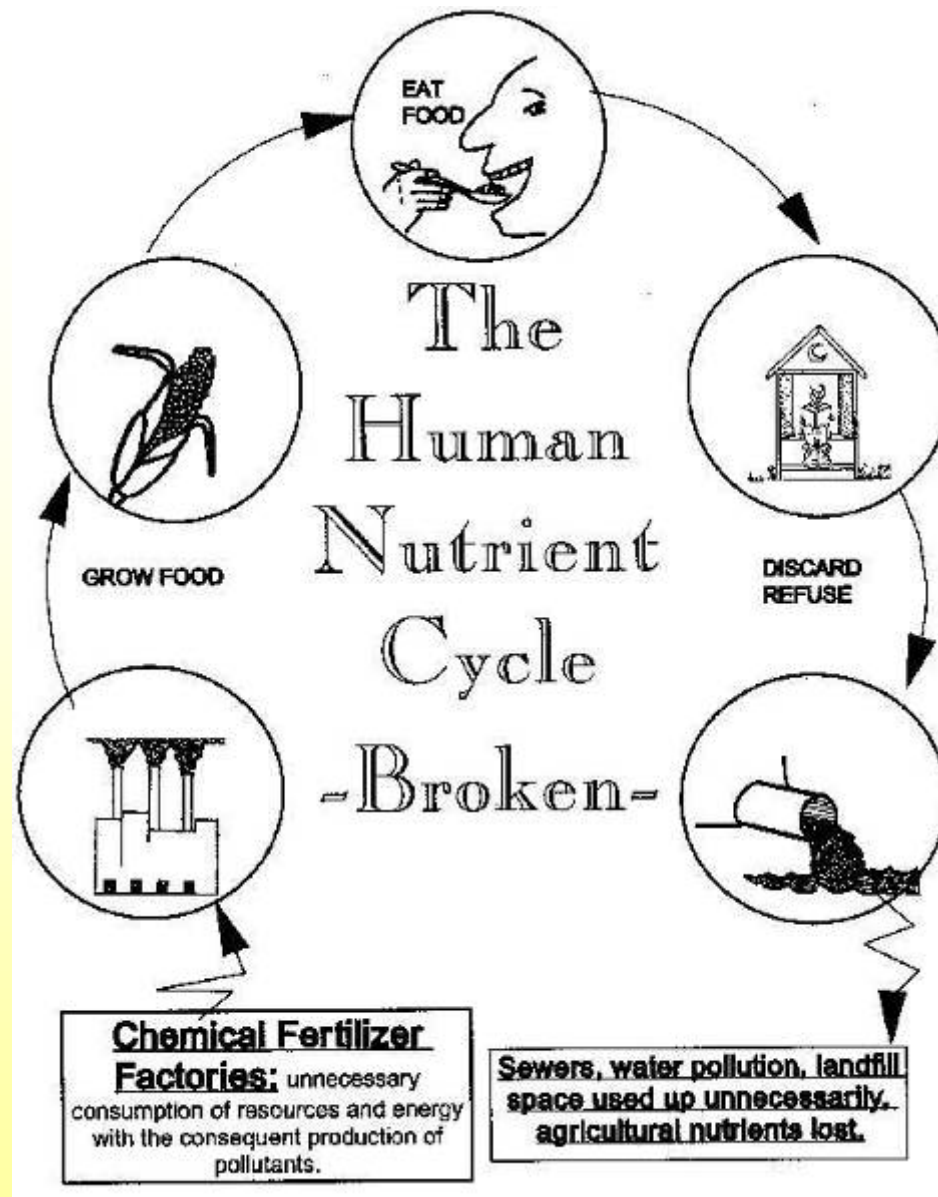 EAT
FOOD
The
Human
Nutrient
Cycle
-Broken-
GROW FOOD
DISCARD
REFUSE
Chemical Fertilizer
Factories: unnecessary
consumption of resources and energy
with the consequent production of
pollutants.
Sewers, water pollution, landfill
space used up unnecessarily,
agricultural nutrients lost.